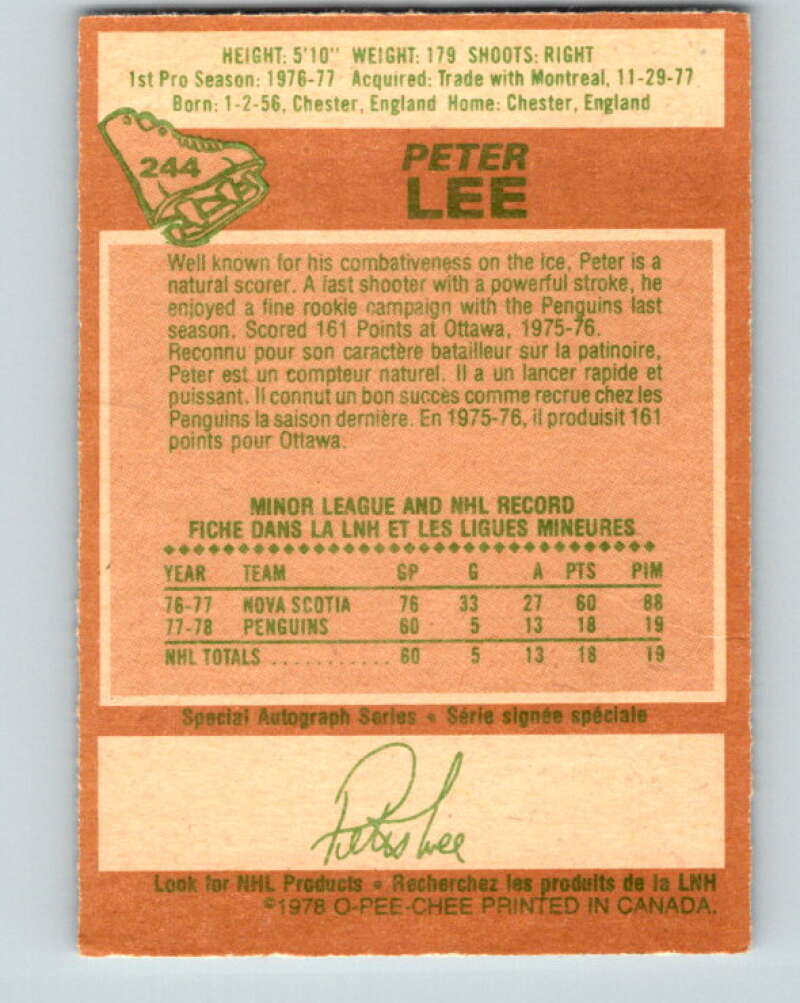 HEIGHT: 5'10" WEIGHT: 179 SHOOTS: RIGHT
1st Pro Season: 1976-77 Acquired: Trade with Montreal, 11-29-77
Born: 1-2-56, Chester, England Home: Chester, England
244
PETER
LEE
Well known for his combativeness on the ice, Peter is a
natural scorer. A fast shooter with a powerful stroke, he
enjoyed a fine rookie campaign with the Penguins last
season. Scored 161 Points at Ottawa, 1975-76.
Reconnu pour son caractère batailleur sur la patinoire,
Peter est un compteur naturel. Il a un lancer rapide et
puissant. Il connut un bon succès comme recrue chez les
Penguins la saison dernière. En 1975-76, il produisit 161
points pour Ottawa.
MINOR LEAGUE AND NHL RECORD
FICHE DANS LA LNH ET LES LIGUES MINEURES
YEAR TEAM GP G A PTS PIM
76-77 NOVA SCOTIA 76 33 27 60 88
77-78 PENGUINS 60 5 13 18 19
NHL TOTALS ........... 60 5 13 18 19
Special Autograph Series • Série signée spéciale
Peter Lee
Look for NHL Products • Recherchez les produits de la LNH
©1978 O-PEE-CHEE PRINTED IN CANADA.